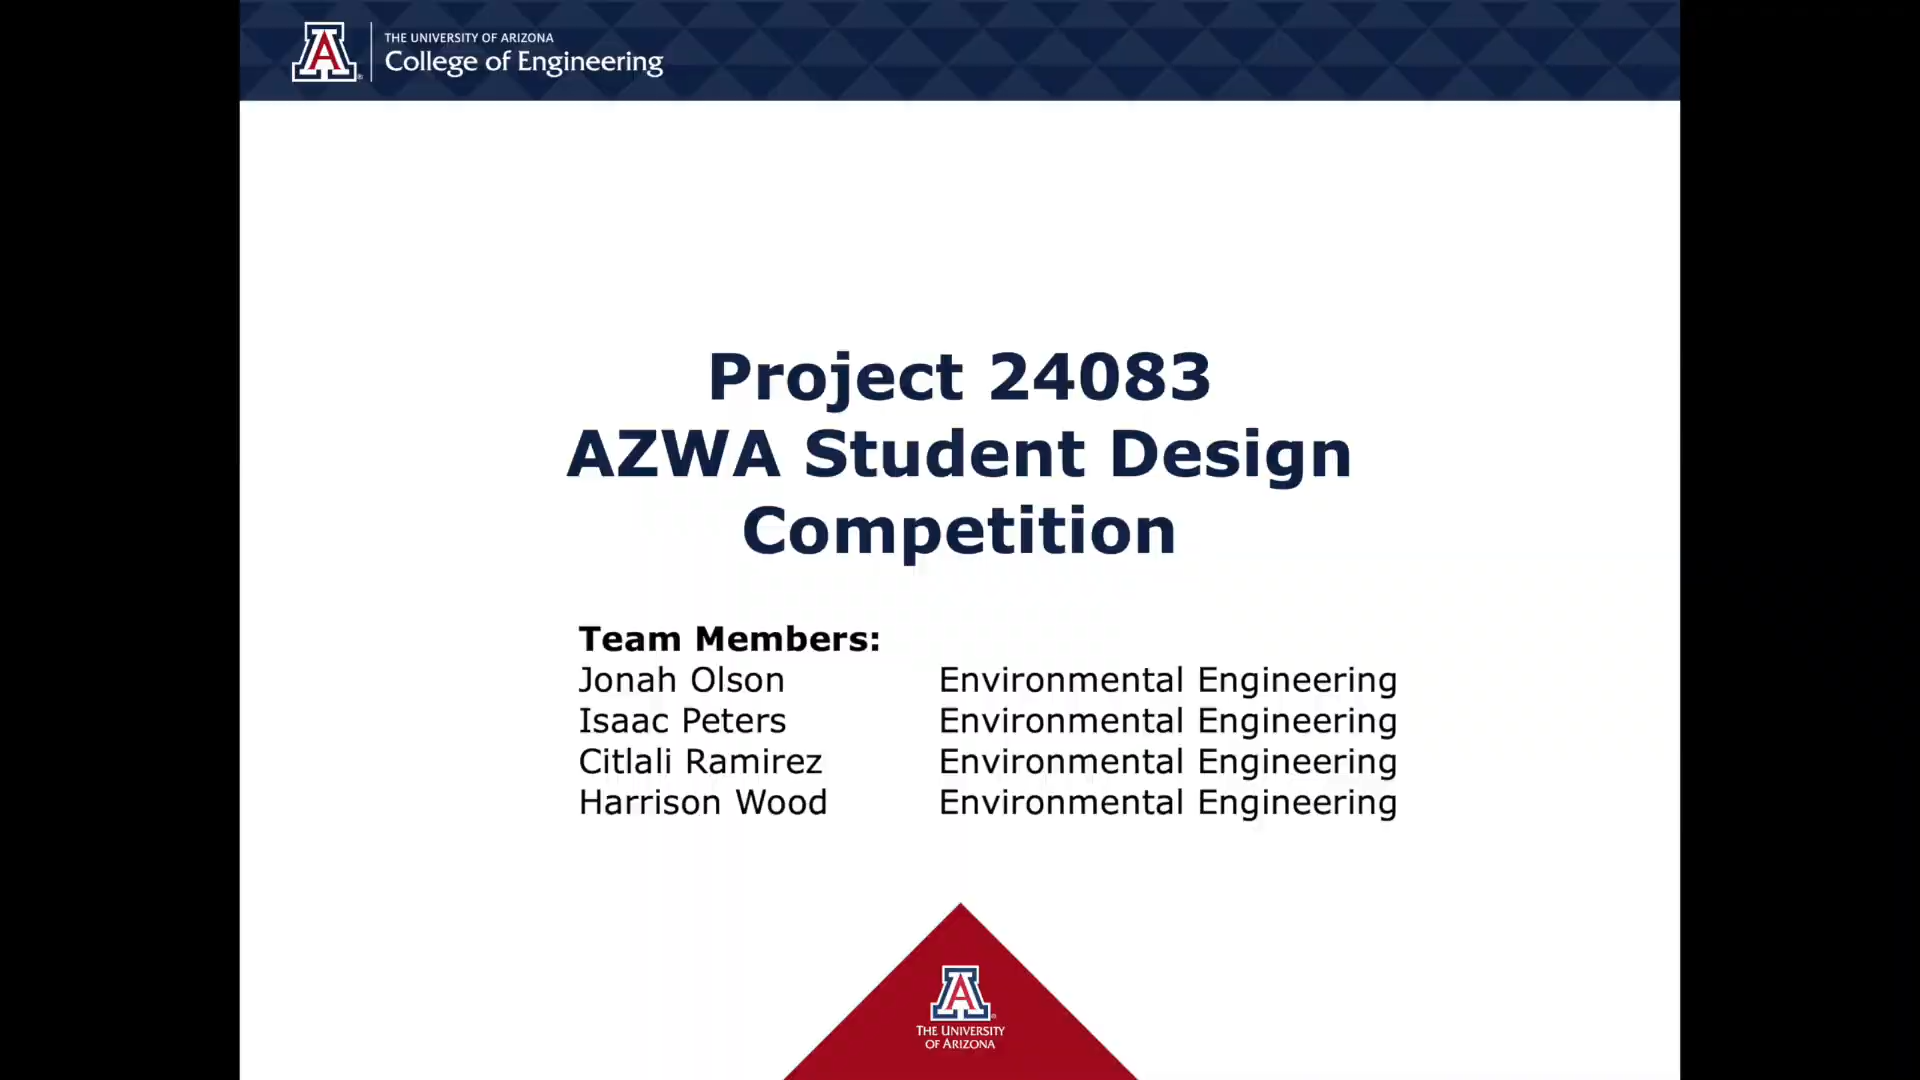 A
THE UNIVERSITY OF ARIZONA
College of Engineering
Project 24083
AZWA Student Design
Competition
Team Members:
Jonah Olson Environmental Engineering
Isaac Peters Environmental Engineering
Citlali Ramirez Environmental Engineering
Harrison Wood Environmental Engineering
A
THE UNIVERSITY
OF ARIZONA